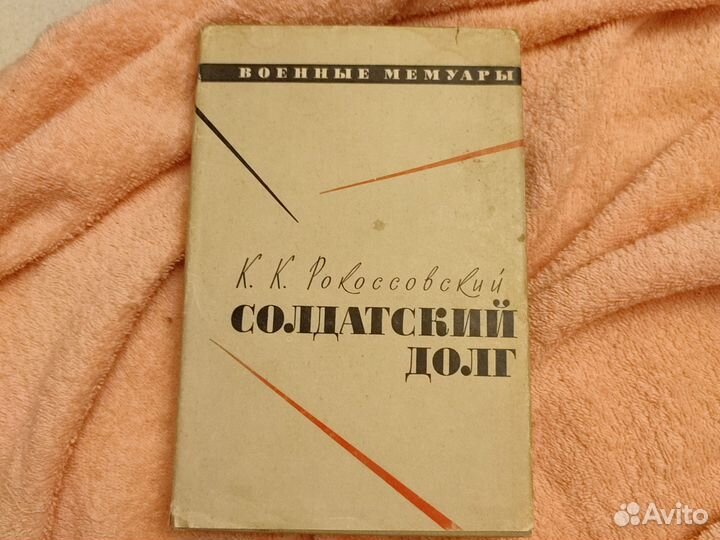 ВОЕННЫЕ МЕМУАРЫ
К. К. Рокоссовский
СОЛДАТСКИЙ
ДОЛГ
Avito